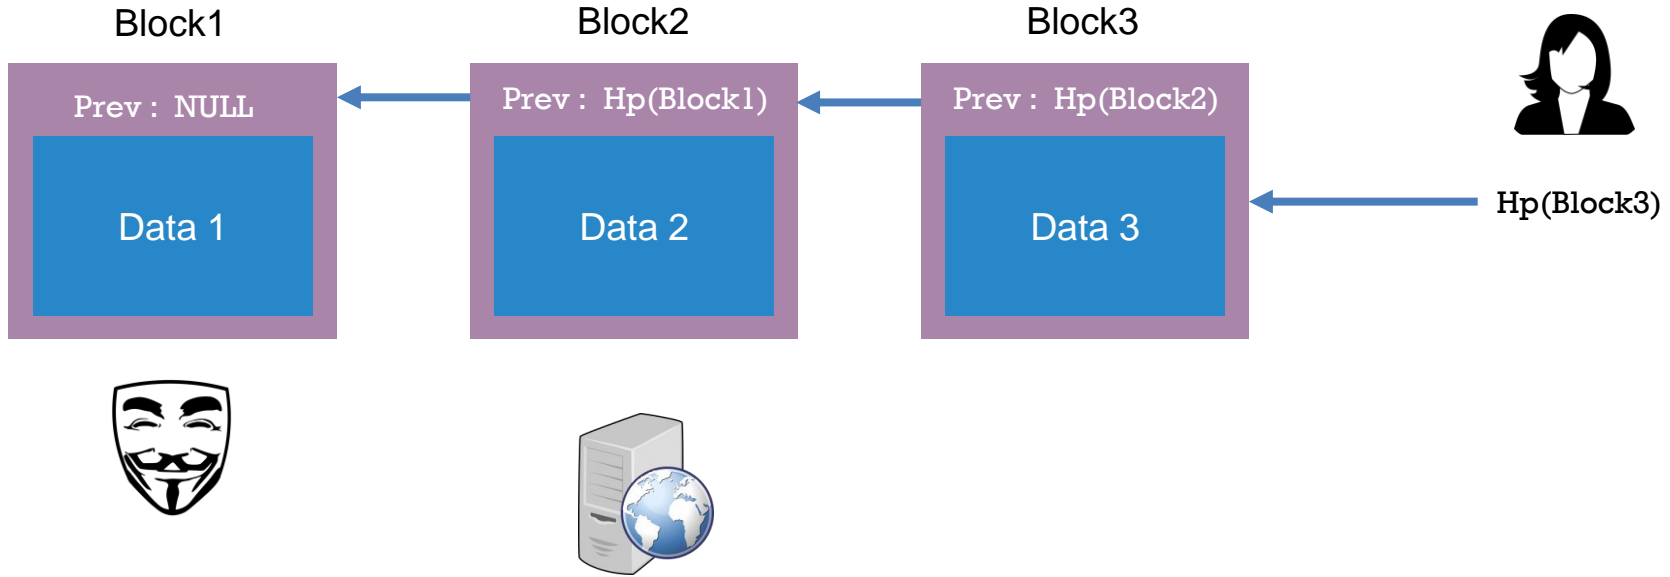 Block1
Block2
Block3
Prev : NULL
Prev : Hp(Block1)
Prev : Hp(Block2)
Data 1
Data 2
Data 3
Hp(Block3)